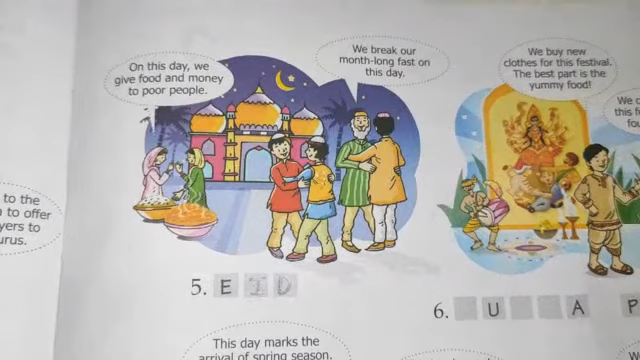 On this day, we
give food and money
to poor people.
We break our
month-long fast on
this day.
We buy new
clothes for this festival.
The best part is the
yummy food!
to the
to offer
yers to
urus.
5. E I D
6. U A P
This day marks the
arrival of spring season.